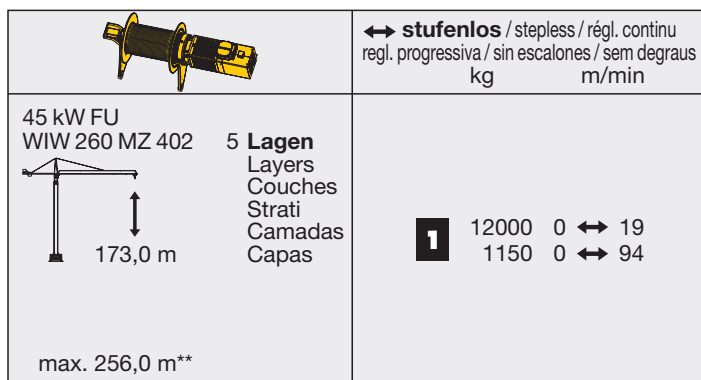 ↔ stufenlos / stepless / régl. continu
regl. progressiva / sin escalones / sem degraus
kg m/min
45 kW FU
WIW 260 MZ 402 5 Lagen
Layers
Couches
Strati
Camadas
173,0 m Capas
1 12000 0 ↔ 19
1150 0 ↔ 94
max. 256,0 m**